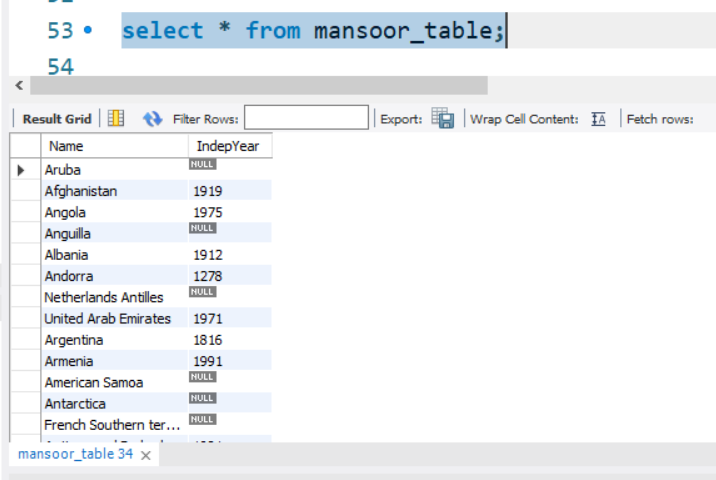 53 select * from mansoor_table;
54
Result Grid Filter Rows: Export: Wrap Cell Content: Fetch rows:
Name IndepYear
Aruba NULL
Afghanistan 1919
Angola 1975
Anguilla NULL
Albania 1912
Andorra 1278
Netherlands Antilles NULL
United Arab Emirates 1971
Argentina 1816
Armenia 1991
American Samoa NULL
Antarctica NULL
French Southern ter... NULL
mansoor_table 34